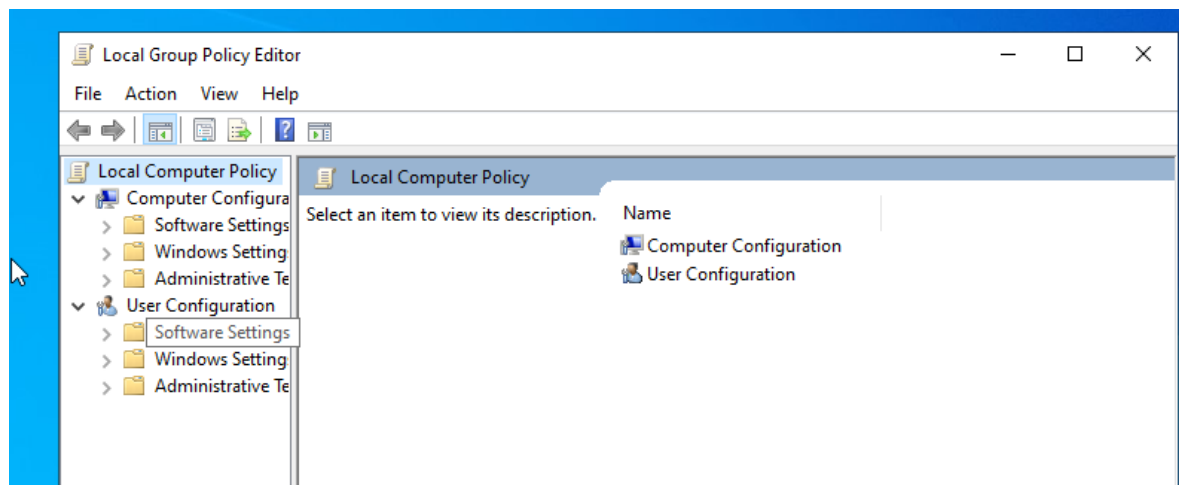 Local Group Policy Editor
File Action View Help
Local Computer Policy
Computer Configura
Software Settings
Windows Setting
Administrative Te
User Configuration
Software Settings
Windows Setting
Administrative Te
Local Computer Policy
Select an item to view its description.
Name
Computer Configuration
User Configuration